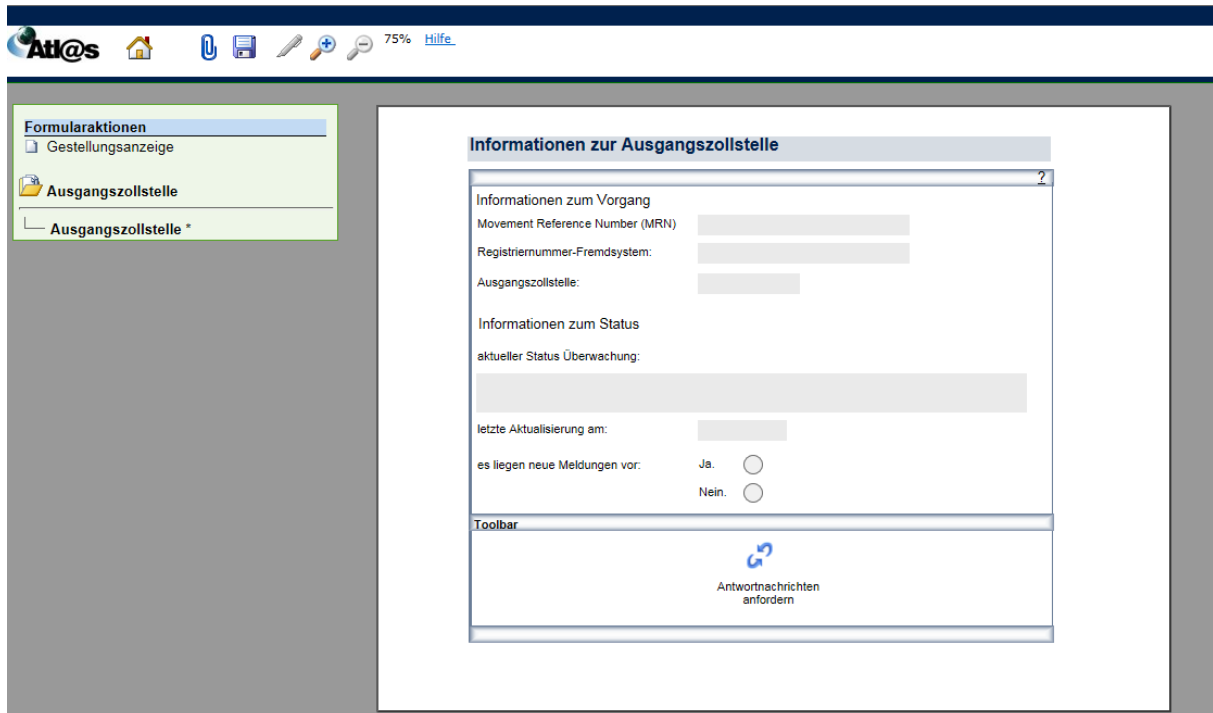 Atl@s
75% Hilfe
Formularaktionen
Gestellungsanzeige
Ausgangszollstelle
Ausgangszollstelle *
Informationen zur Ausgangszollstelle
?
Informationen zum Vorgang
Movement Reference Number (MRN)
Registriernummer-Fremdsystem:
Ausgangszollstelle:
Informationen zum Status
aktueller Status Überwachung:
letzte Aktualisierung am:
es liegen neue Meldungen vor: Ja.
Nein.
Toolbar
Antwortnachrichten
anfordern